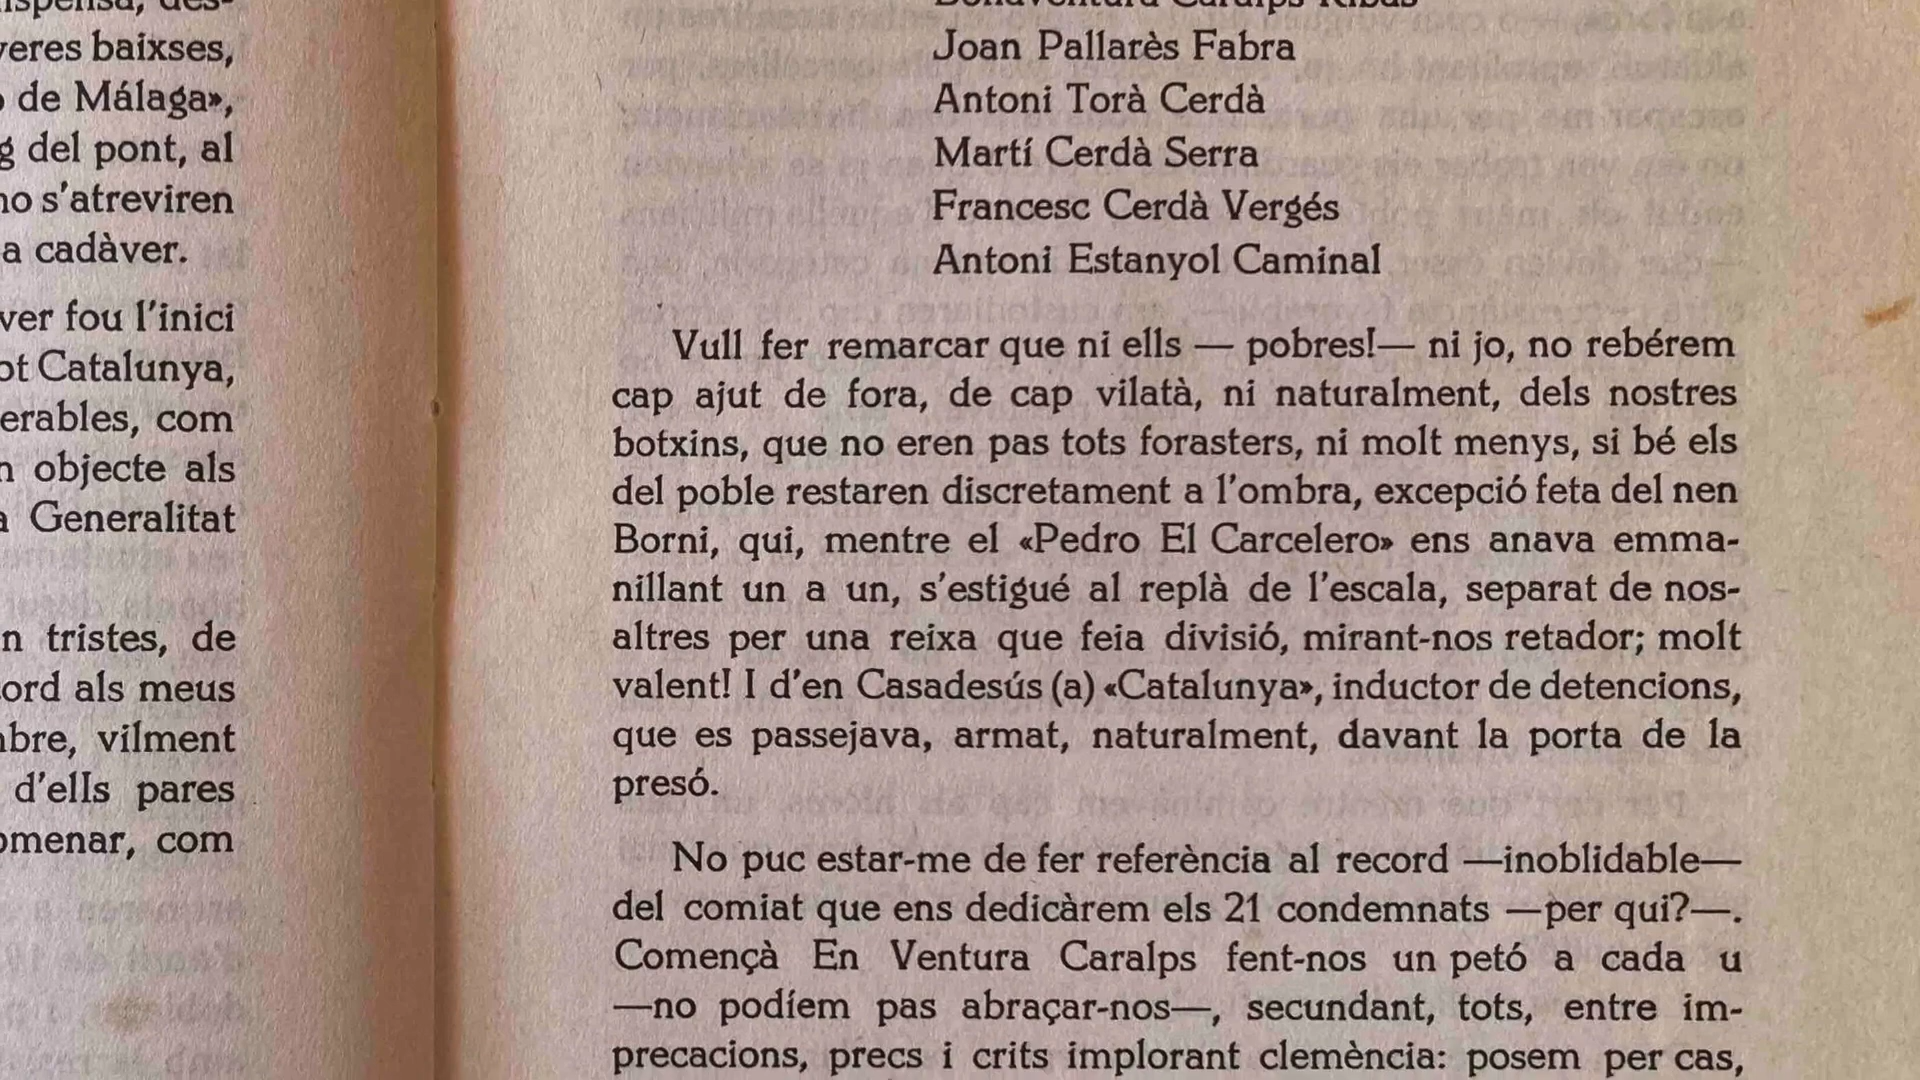 veres baixses,
de Málaga»,
g del pont, al
no s'atreviren
a cadàver.
ver fou l'inici
ot Catalunya,
erables, com
n objecte als
a Generalitat
n tristes, de
ord als meus
mbre, vilment
d'ells pares
omenar, com
Bonaventura Caralps Ribas
Joan Pallarès Fabra
Antoni Torà Cerdà
Martí Cerdà Serra
Francesc Cerdà Vergés
Antoni Estanyol Caminal
Vull fer remarcar que ni ells — pobres!— ni jo, no rebérem
cap ajut de fora, de cap vilatà, ni naturalment, dels nostres
botxins, que no eren pas tots forasters, ni molt menys, si bé els
del poble restaren discretament a l'ombra, excepció feta del nen
Borni, qui, mentre el «Pedro El Carcelero» ens anava emma-
nillant un a un, s'estigué al replà de l'escala, separat de nos-
altres per una reixa que feia divisió, mirant-nos retador; molt
valent! I d'en Casadesús (a) «Catalunya», inductor de detencions,
que es passejava, armat, naturalment, davant la porta de la
presó.
No puc estar-me de fer referència al record —inoblidable—
del comiat que ens dedicàrem els 21 condemnats —per qui?—.
Començà En Ventura Caralps fent-nos un petó a cada u
—no podíem pas abraçar-nos—, secundant, tots, entre im-
precacions, precs i crits implorant clemència: posem per cas,